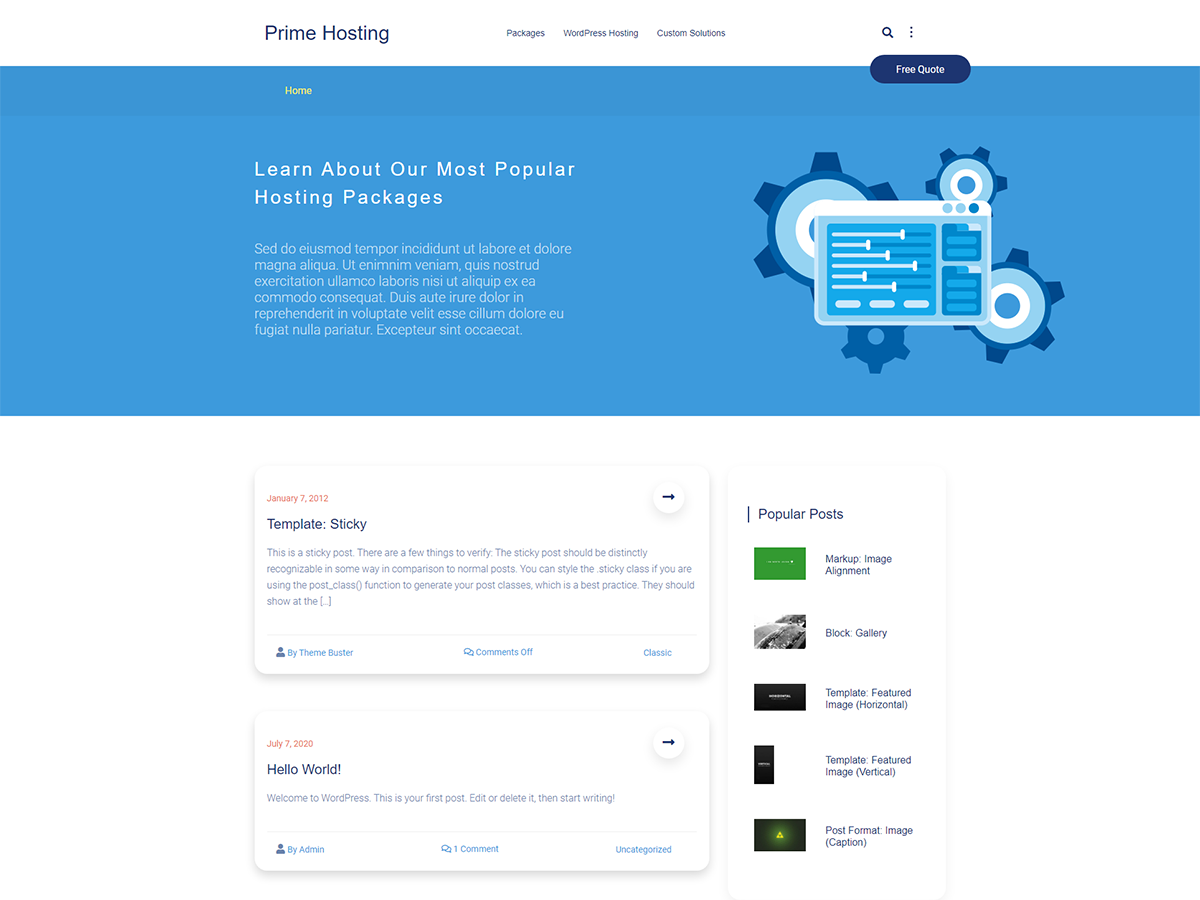 Prime Hosting
Packages
WordPress Hosting
Custom Solutions
Free Quote
Home
Learn About Our Most Popular
Hosting Packages
Sed do eiusmod tempor incididunt ut labore et dolore
magna aliqua. Ut enimnim veniam, quis nostrud
exercitation ullamco laboris nisi ut aliquip ex ea
commodo consequat. Duis aute irure dolor in
reprehenderit in voluptate velit esse cillum dolore eu
fugiat nulla pariatur. Excepteur sint occaecat.
January 7, 2012
Template: Sticky
This is a sticky post. There are a few things to verify: The sticky post should be distinctly
recognizable in some way in comparison to normal posts. You can style the .sticky class if you are
using the post_class() function to generate your post classes, which is a best practice. They should
show at the [...]
By Theme Buster
Comments Off
Classic
July 7, 2020
Hello World!
Welcome to WordPress. This is your first post. Edit or delete it, then start writing!
By Admin
1 Comment
Uncategorized
Popular Posts
Markup: Image
Alignment
Block: Gallery
HORIZONTAL
Template: Featured
Image (Horizontal)
VERTICAL
Template: Featured
Image (Vertical)
Post Format: Image
(Caption)